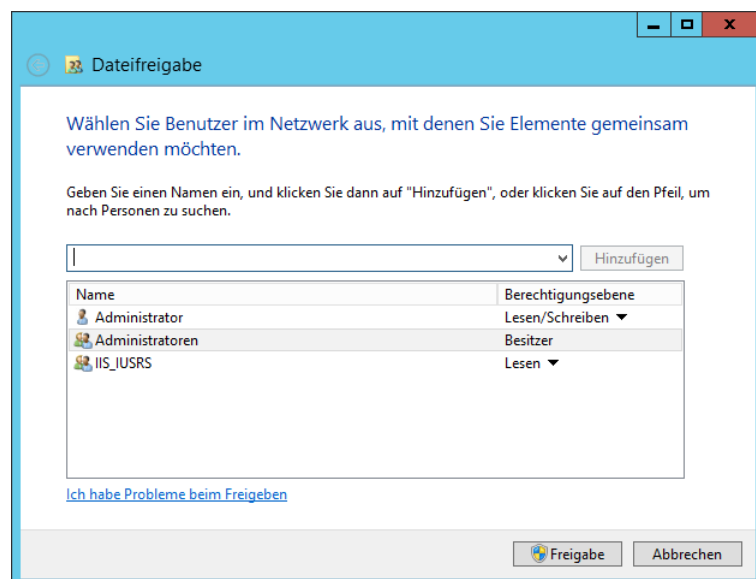 Dateifreigabe
Wählen Sie Benutzer im Netzwerk aus, mit denen Sie Elemente gemeinsam
verwenden möchten.
Geben Sie einen Namen ein, und klicken Sie dann auf "Hinzufügen", oder klicken Sie auf den Pfeil, um
nach Personen zu suchen.
Hinzufügen
Name Berechtigungsebene
Administrator Lesen/Schreiben
Administratoren Besitzer
IIS_IUSRS Lesen
Ich habe Probleme beim Freigeben
Freigabe Abbrechen